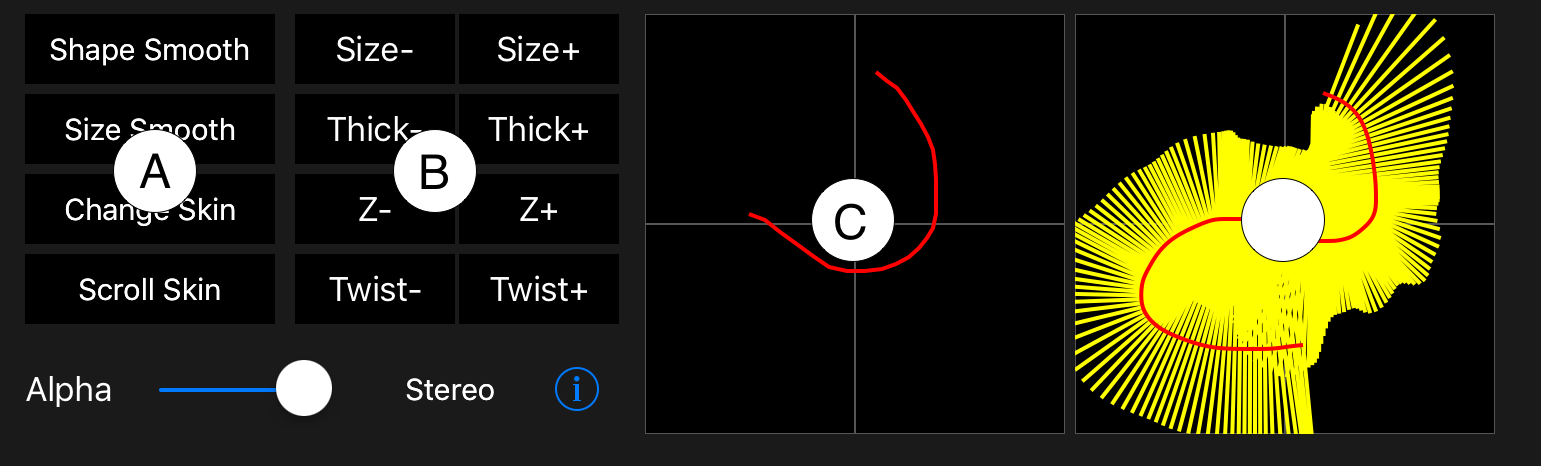 Shape Smooth Size- Size+
Size Smooth Thick- Thick+
A B
Change Skin Z- Z+
C
Scroll Skin Twist- Twist+
Alpha Stereo i